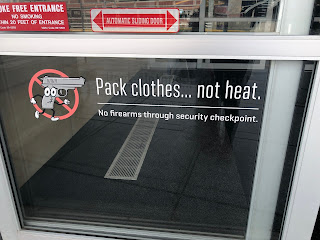 OKE FREE ENTRANCE
NO SMOKING
THIN 20 FEET OF ENTRANCE
AUTOMATIC SLIDING DOOR
Pack clothes... not heat.
No firearms through security checkpoint.